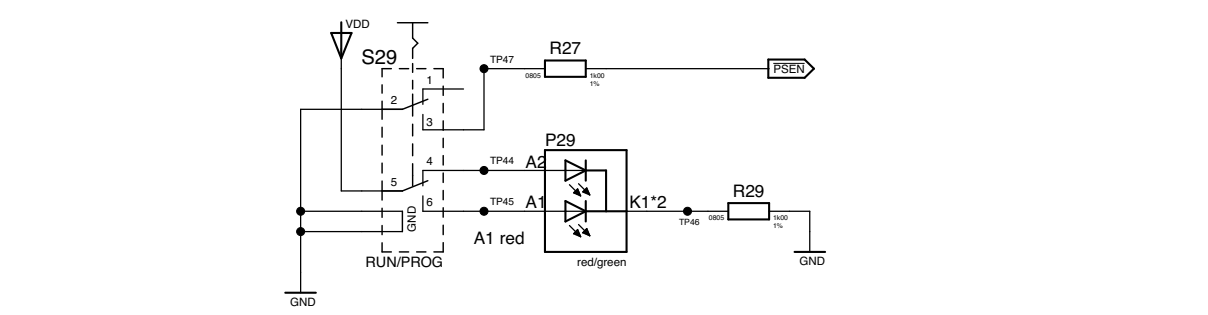 VDD
S29
R27
TP47
0805
1k00
1%
PSEN
1
2
3
P29
4
TP44
A2
5
6
TP45
A1
K1*2
R29
TP46
0805
1k00
1%
GND
A1 red
RUN/PROG
red/green
GND
GND